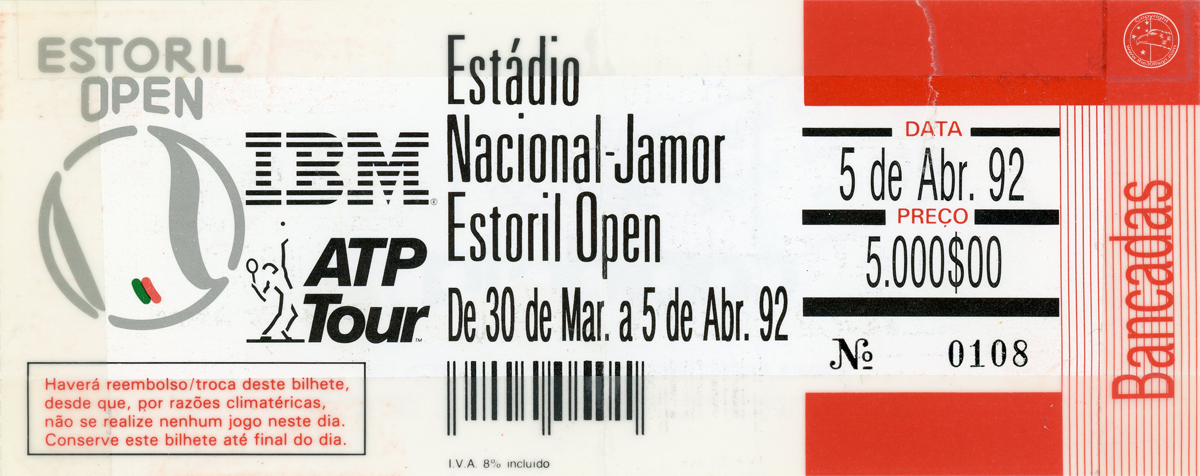 ESTORIL
OPEN
IBM
ATP
Tour
Estádio
Nacional-Jamor
Estoril Open
De 30 de Mar. a 5 de Abr. 92
DATA
5 de Abr. 92
PREÇO
5.000$00
№ 0108
Bancadas
Haverá reembolso/troca deste bilhete,
desde que, por razões climatéricas,
não se realize nenhum jogo neste dia.
Conserve este bilhete até final do dia.
I.V.A. 8% incluido